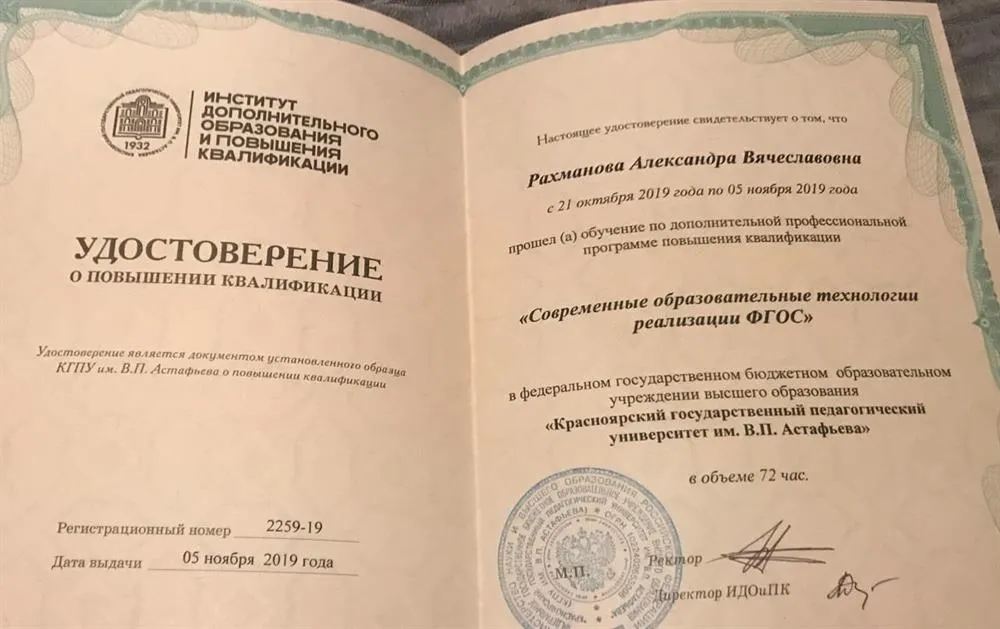 1932
ИНСТИТУТ
ДОПОЛНИТЕЛЬНОГО
ОБРАЗОВАНИЯ
И ПОВЫШЕНИЯ
КВАЛИФИКАЦИИ
УДОСТОВЕРЕНИЕ
О ПОВЫШЕНИИ КВАЛИФИКАЦИИ
Удостоверение является документом установленного образца
КГПУ им. В.П. Астафьева о повышении квалификации
Регистрационный номер 2259-19
Дата выдачи 05 ноября 2019 года
Настоящее удостоверение свидетельствует о том, что
Рахманова Александра Вячеславовна
с 21 октября 2019 года по 05 ноября 2019 года
прошел (а) обучение по дополнительной профессиональной
программе повышения квалификации
«Современные образовательные технологии
реализации ФГОС»
в федеральном государственном бюджетном образовательном
учреждении высшего образования
«Красноярский государственный педагогический
университет им. В.П. Астафьева»
в объеме 72 час.
М.П.
Ректор
Директор ИДОиПК